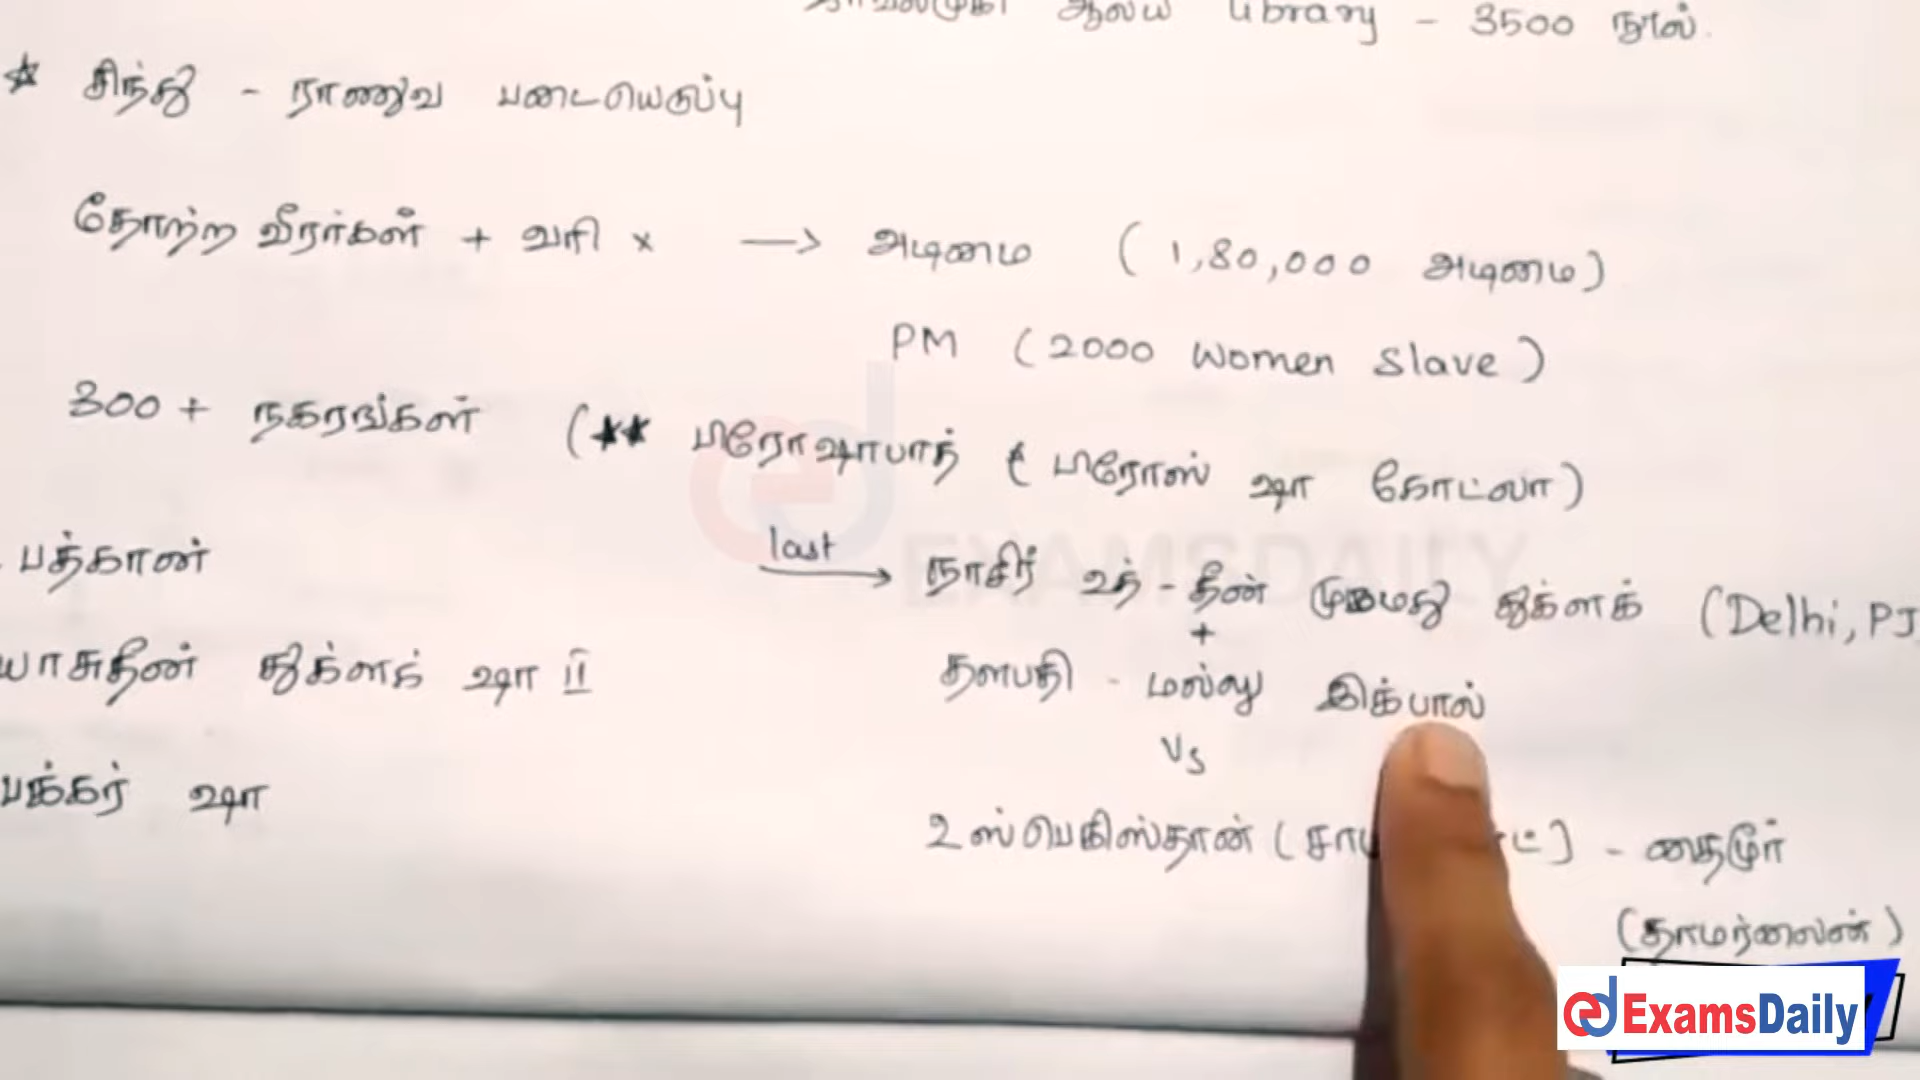 ஆலய library - 3500 நூல்.
* சிந்து - ராணுவ படையெடுப்பு
தோற்ற வீரர்கள் + வரி x → அடிமை ( 1,80,000 அடிமை )
PM ( 2000 Women Slave )
300 + நகரங்கள் ( ** பிரோஷாபாத் ( பிரோஸ் ஷா கோட்லா )
பத்கான்
last → நாசிர் உத் - தீன் முகமது துக்ளக் ( Delhi, PJ
+
யாசுதீன் துக்ளக் ஷா II
தளபதி - மல்லு இக்பால்
Vs
பக்கர் ஷா
உஸ்பெகிஸ்தான் ( - தைமூர்
( தாமர்லைன் )
EXAMSDAILY
ExamsDaily